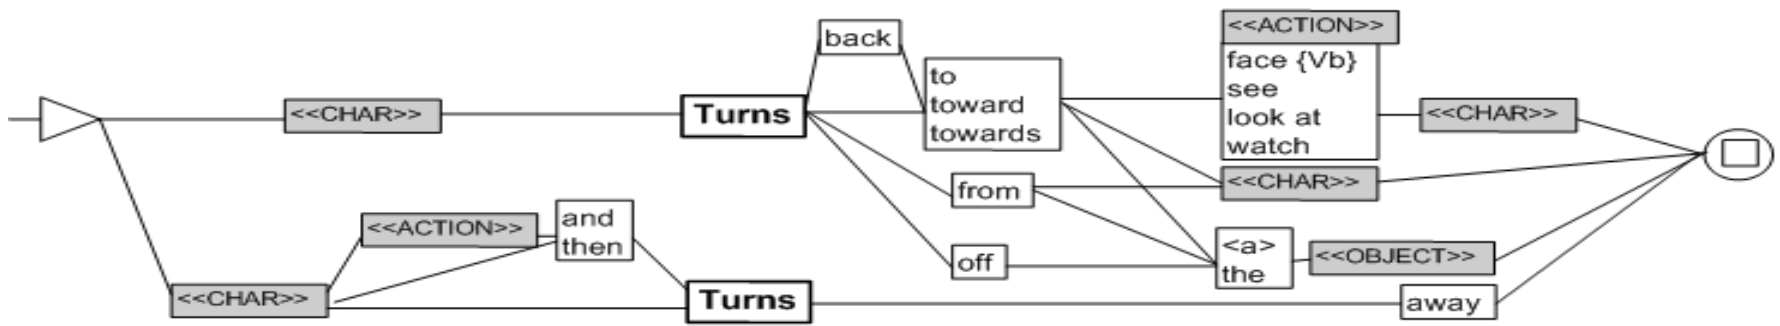 <<CHAR>>
Turns
back
to
toward
towards
<<ACTION>>
face {Vb}
see
look at
watch
<<CHAR>>
from
<<CHAR>>
off
<a>
the
<<OBJECT>>
<<CHAR>>
<<ACTION>>
and
then
Turns
away